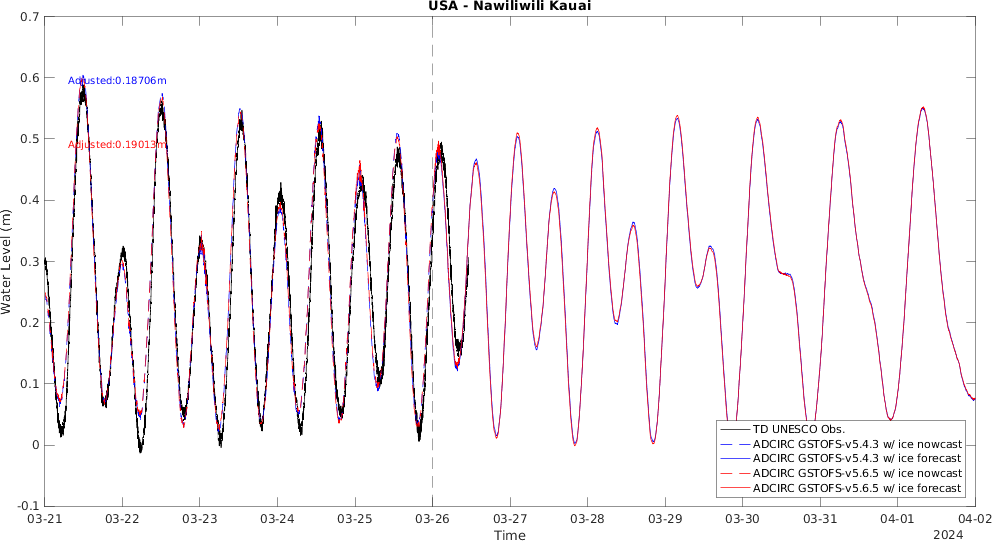 USA - Nawiliwili Kauai
0.7
0.6
0.5
0.4
0.3
0.2
0.1
0
-0.1
Water Level (m)
Adjusted:0.18706m
Adjusted:0.19013m
TD UNESCO Obs.
ADCIRC GSTOFS-v5.4.3 w/ ice nowcast
ADCIRC GSTOFS-v5.4.3 w/ ice forecast
ADCIRC GSTOFS-v5.6.5 w/ ice nowcast
ADCIRC GSTOFS-v5.6.5 w/ ice forecast
03-21 03-22 03-23 03-24 03-25 03-26 03-27 03-28 03-29 03-30 03-31 04-01 04-02
Time
2024